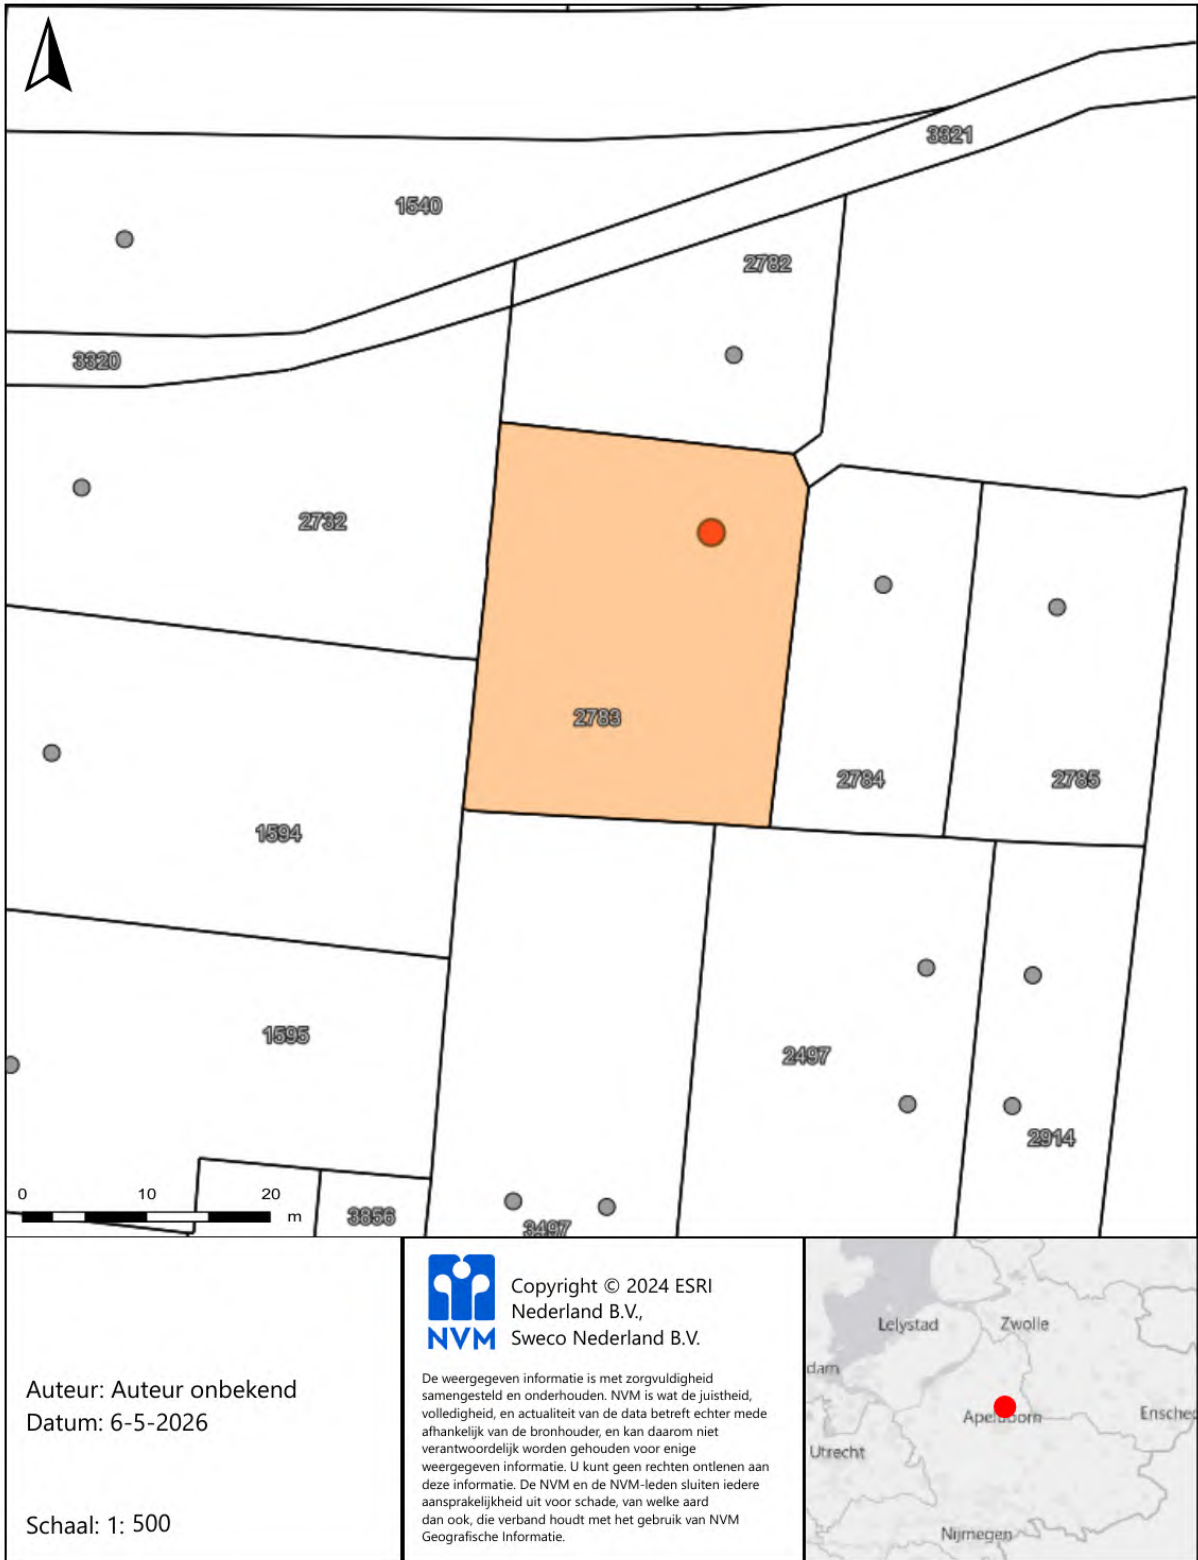 3321
1540
2782
3320
2732
2783
2784
2785
1594
1595
2497
2914
0 10 20 m
3856
3497
Auteur: Auteur onbekend
Datum: 6-5-2026
Schaal: 1: 500
NVM
Copyright © 2024 ESRI
Nederland B.V.,
Sweco Nederland B.V.
De weergegeven informatie is met zorgvuldigheid
samengesteld en onderhouden. NVM is wat de juistheid,
volledigheid, en actualiteit van de data betreft echter mede
afhankelijk van de bronhouder, en kan daarom niet
verantwoordelijk worden gehouden voor enige
weergegeven informatie. U kunt geen rechten ontlenen aan
deze informatie. De NVM en de NVM-leden sluiten iedere
aansprakelijkheid uit voor schade, van welke aard
dan ook, die verband houdt met het gebruik van NVM
Geografische Informatie.
Lelystad
Zwolle
dam
Apeldoorn
Ensche
Utrecht
Nijmegen